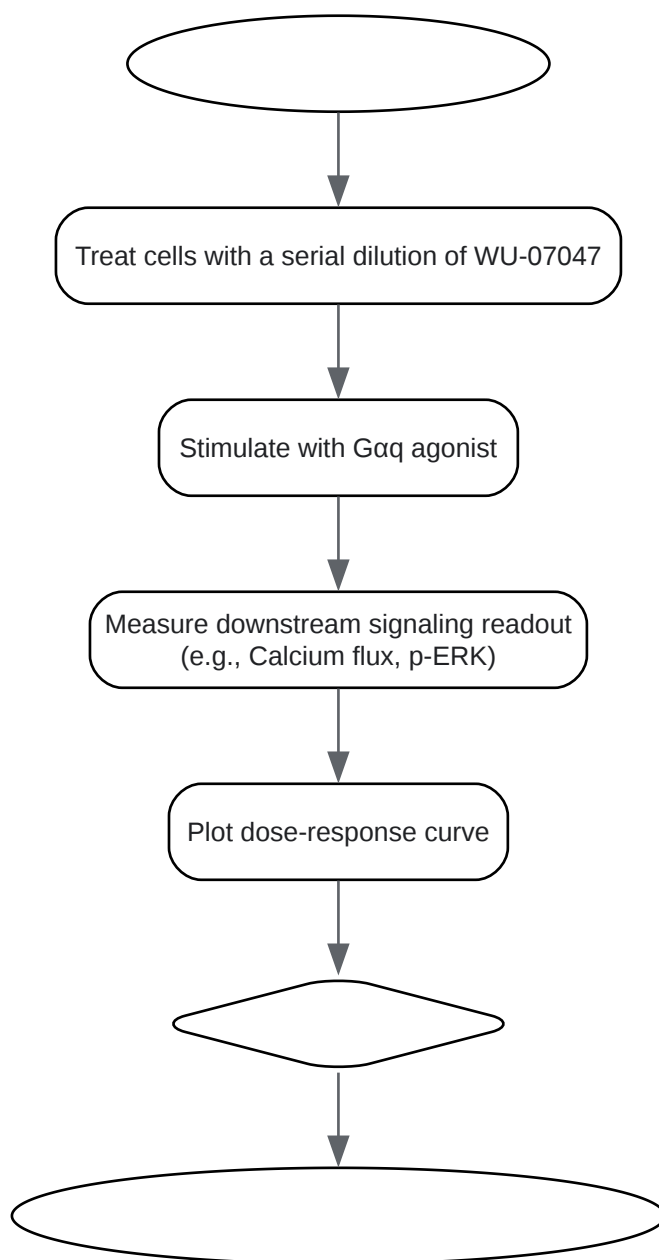 Treat cells with a serial dilution of WU-07047
Stimulate with Gαq agonist
Measure downstream signaling readout
(e.g., Calcium flux, p-ERK)
Plot dose-response curve